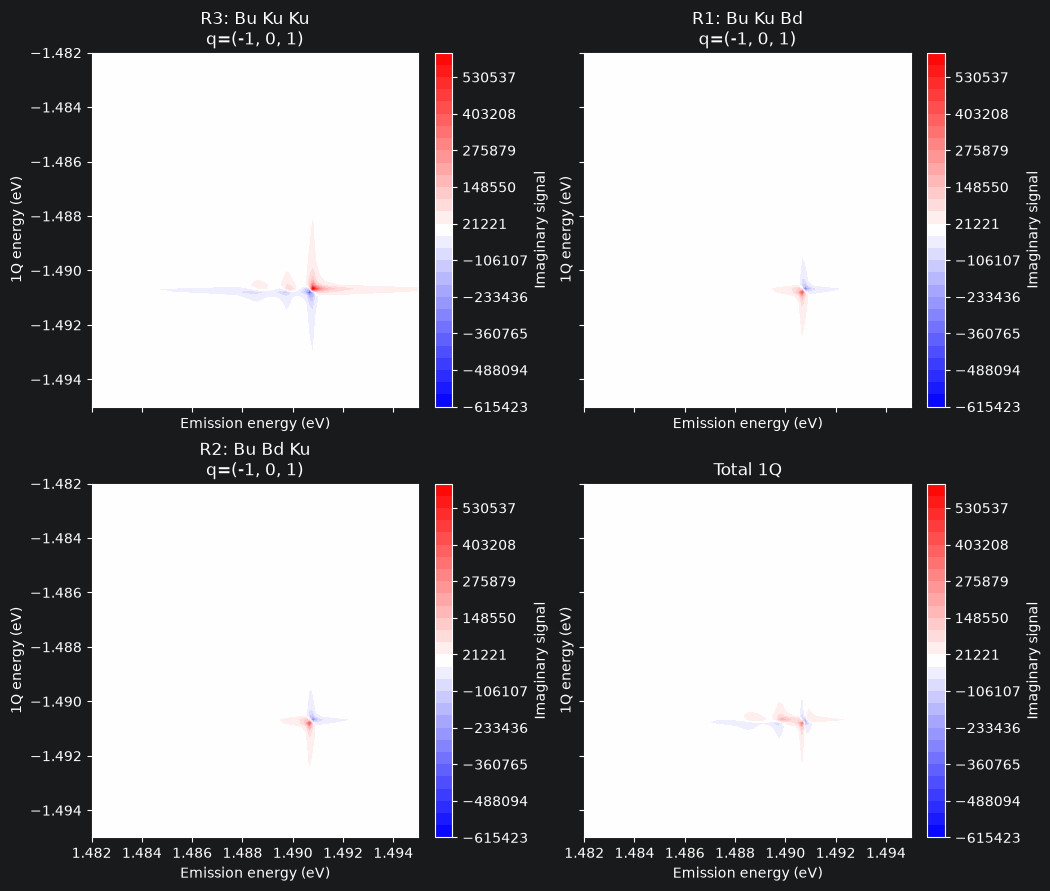 R3: Bu Ku Ku
q=(-1, 0, 1)
−1.482
−1.484
−1.486
−1.488
−1.490
−1.492
−1.494
1Q energy (eV)
Emission energy (eV)
530537
403208
275879
148550
21221
−106107
−233436
−360765
−488094
−615423
Imaginary signal
R1: Bu Ku Bd
q=(-1, 0, 1)
1Q energy (eV)
Emission energy (eV)
530537
403208
275879
148550
21221
−106107
−233436
−360765
−488094
−615423
Imaginary signal
R2: Bu Bd Ku
q=(-1, 0, 1)
−1.482
−1.484
−1.486
−1.488
−1.490
−1.492
−1.494
1Q energy (eV)
1.482 1.484 1.486 1.488 1.490 1.492 1.494
Emission energy (eV)
530537
403208
275879
148550
21221
−106107
−233436
−360765
−488094
−615423
Imaginary signal
Total 1Q
1Q energy (eV)
1.482 1.484 1.486 1.488 1.490 1.492 1.494
Emission energy (eV)
530537
403208
275879
148550
21221
−106107
−233436
−360765
−488094
−615423
Imaginary signal